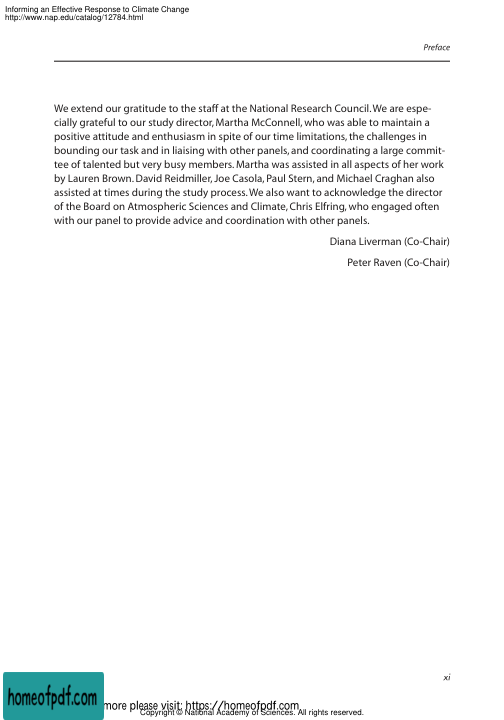 Informing an Effective Response to Climate Change
http://www.nap.edu/catalog/12784.html
Preface
We extend our gratitude to the staff at the National Research Council. We are espe-
cially grateful to our study director, Martha McConnell, who was able to maintain a
positive attitude and enthusiasm in spite of our time limitations, the challenges in
bounding our task and in liaising with other panels, and coordinating a large commit-
tee of talented but very busy members. Martha was assisted in all aspects of her work
by Lauren Brown. David Reidmiller, Joe Casola, Paul Stern, and Michael Craghan also
assisted at times during the study process. We also want to acknowledge the director
of the Board on Atmospheric Sciences and Climate, Chris Elfring, who engaged often
with our panel to provide advice and coordination with other panels.
Diana Liverman (Co-Chair)
Peter Raven (Co-Chair)
xi
homeofpdf.com
more please visit: https://homeofpdf.com
Copyright © National Academy of Sciences. All rights reserved.